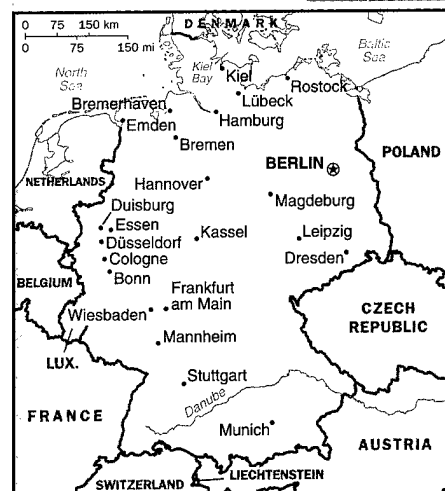 DENMARK
0 75 150 km
0 75 150 mi
North
Sea
Kiel
Bay
Baltic
Sea
Kiel
Rostock
Lübeck
Bremerhaven
Hamburg
Emden
Bremen
BERLIN
POLAND
NETHERLANDS
Hannover
Magdeburg
Duisburg
Essen
Kassel
Leipzig
Düsseldorf
Dresden
Cologne
BELGIUM
Bonn
Frankfurt
am Main
Wiesbaden
CZECH
REPUBLIC
Mannheim
LUX.
Stuttgart
Danube
FRANCE
Munich
AUSTRIA
LIECHTENSTEIN
SWITZERLAND